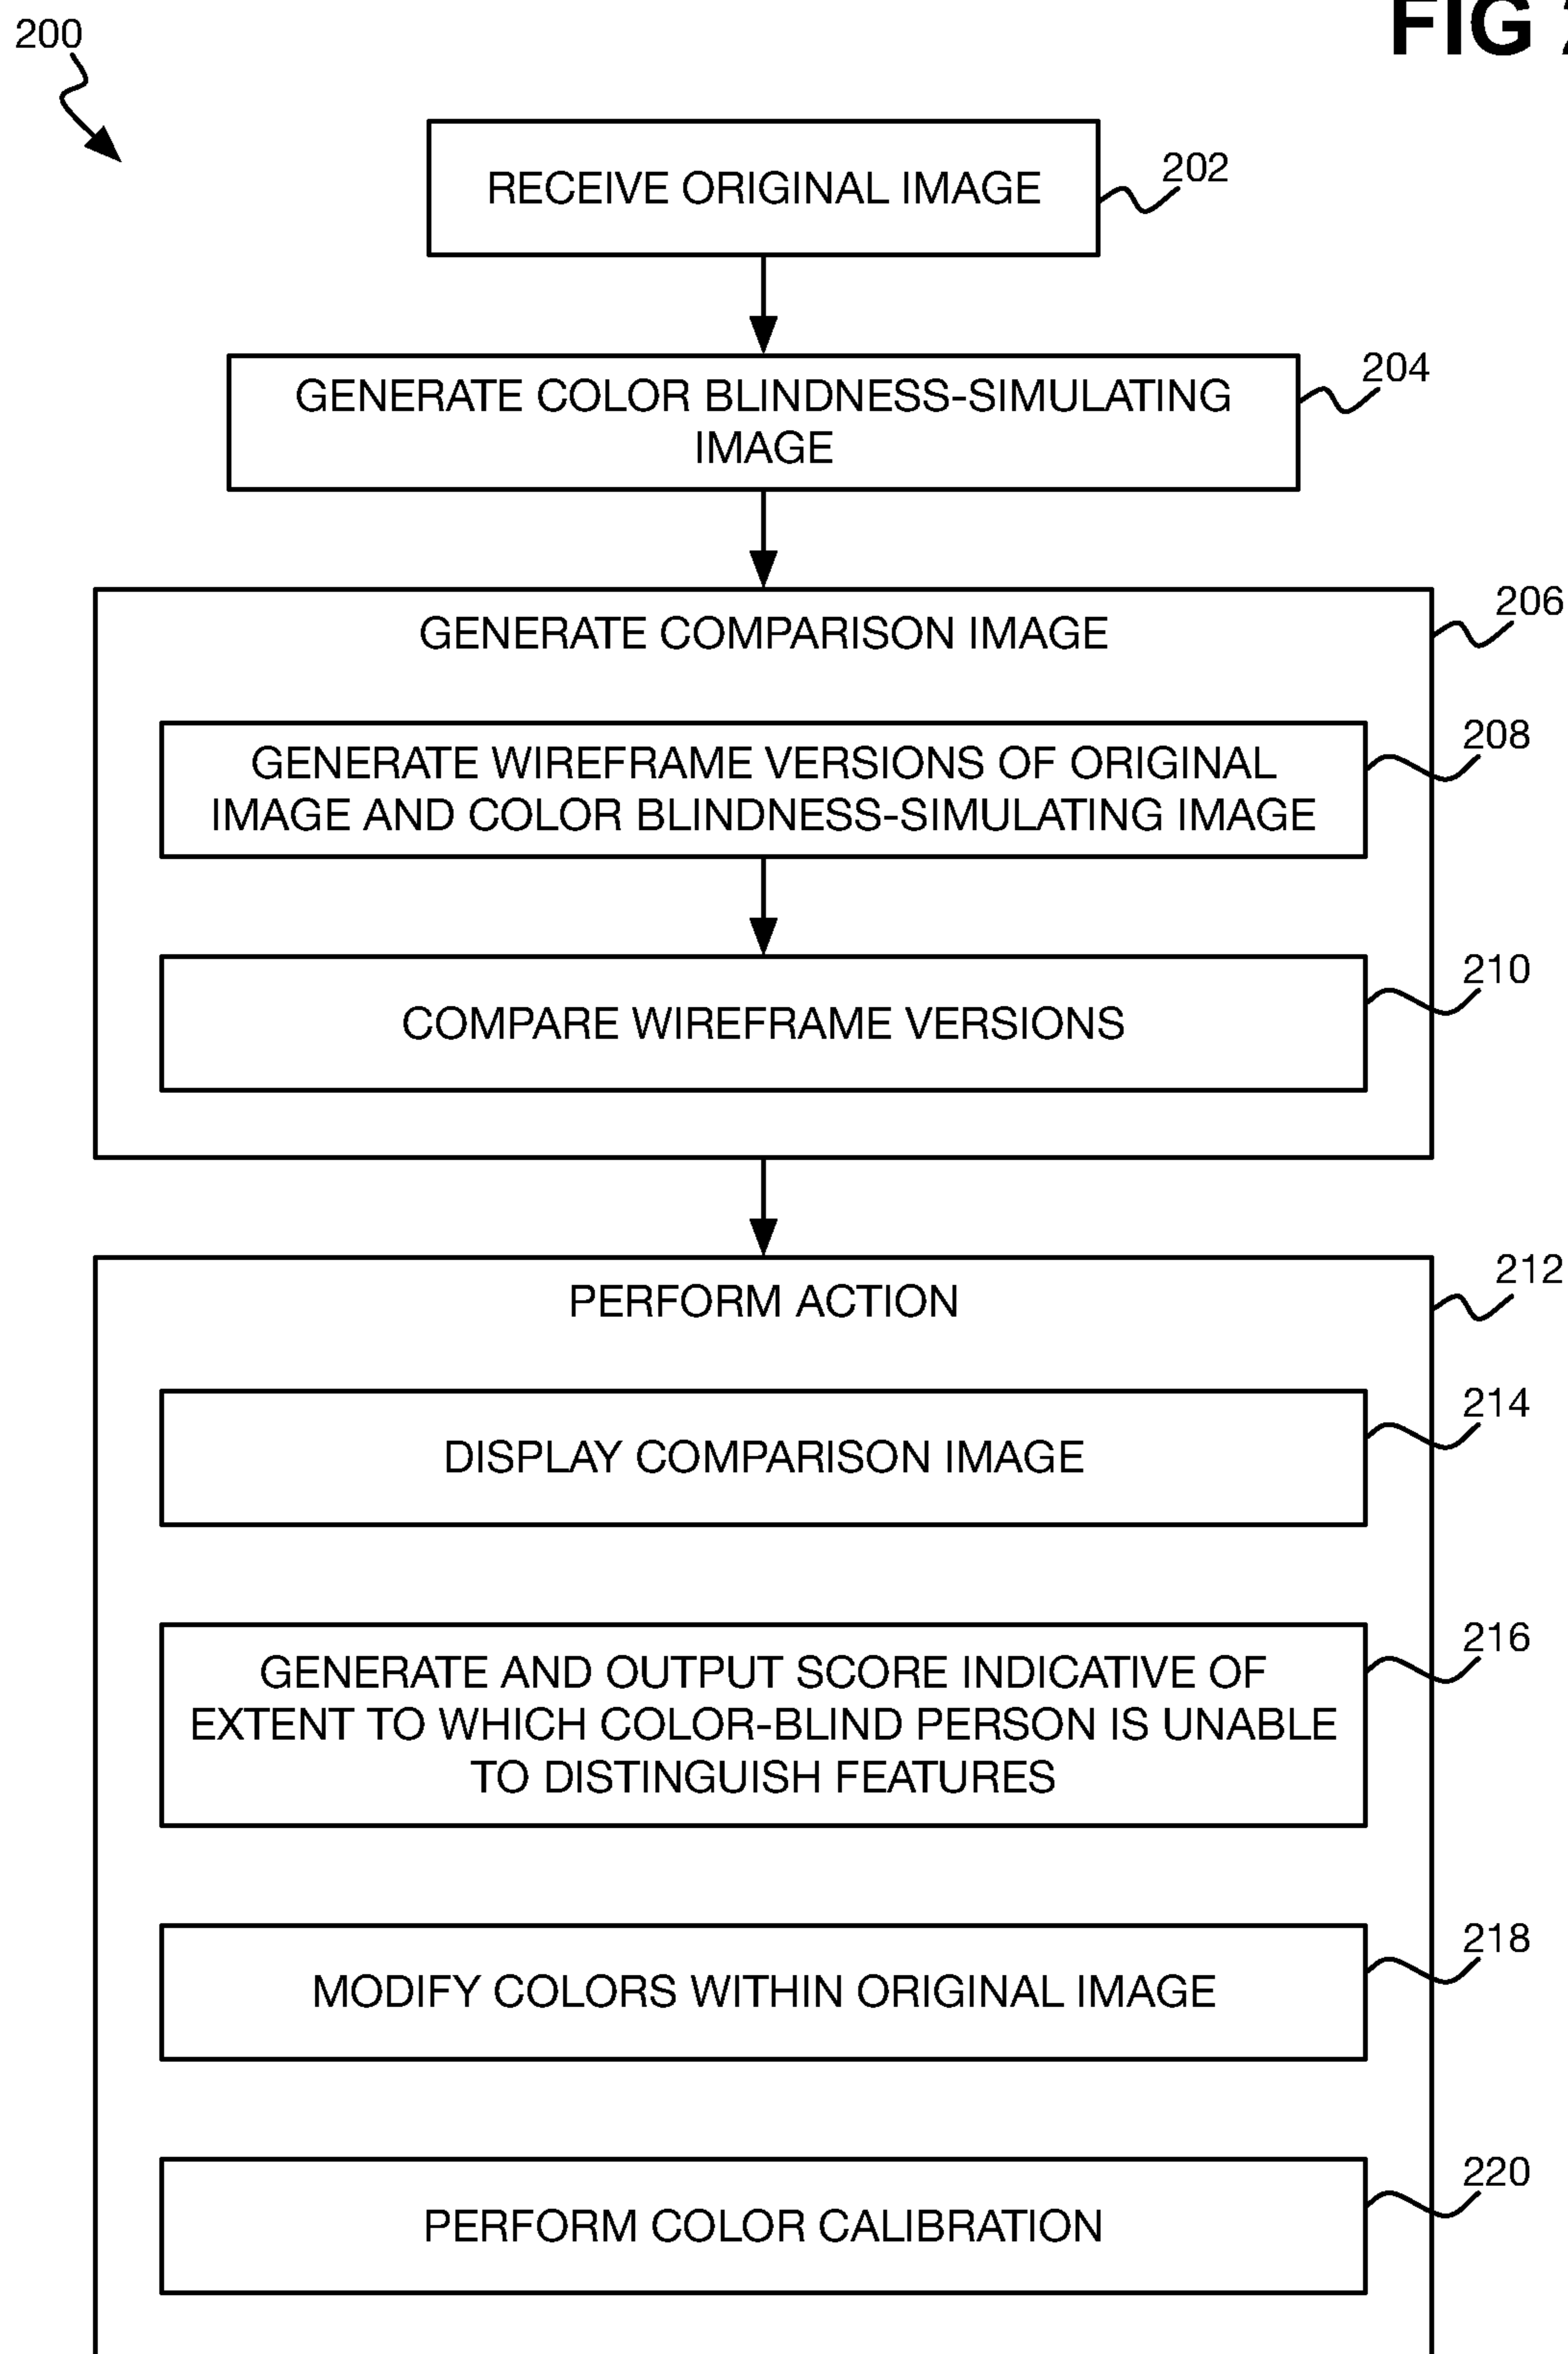 200
FIG
RECEIVE ORIGINAL IMAGE
202
GENERATE COLOR BLINDNESS-SIMULATING
IMAGE
204
GENERATE COMPARISON IMAGE
206
GENERATE WIREFRAME VERSIONS OF ORIGINAL
IMAGE AND COLOR BLINDNESS-SIMULATING IMAGE
208
COMPARE WIREFRAME VERSIONS
210
PERFORM ACTION
212
DISPLAY COMPARISON IMAGE
214
GENERATE AND OUTPUT SCORE INDICATIVE OF
EXTENT TO WHICH COLOR-BLIND PERSON IS UNABLE
TO DISTINGUISH FEATURES
216
MODIFY COLORS WITHIN ORIGINAL IMAGE
218
PERFORM COLOR CALIBRATION
220